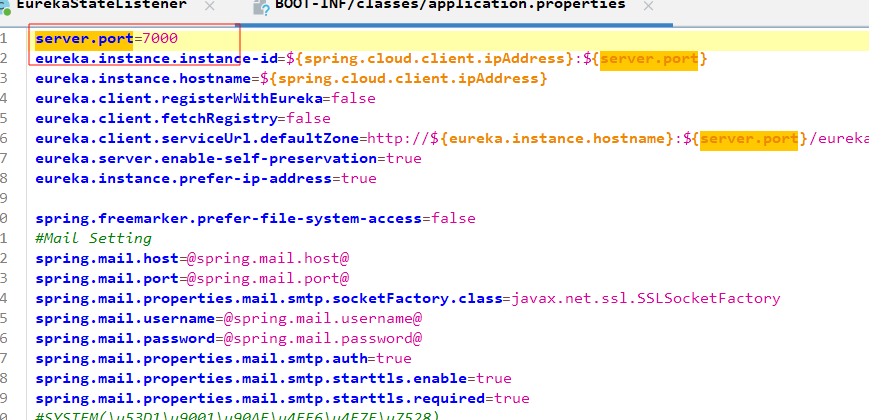 EurekaStateListener BOOT-INF/classes/application.properties
1 server.port=7000
2 eureka.instance.instance-id=${spring.cloud.client.ipAddress}:${server.port}
3 eureka.instance.hostname=${spring.cloud.client.ipAddress}
4 eureka.client.registerWithEureka=false
5 eureka.client.fetchRegistry=false
6 eureka.client.serviceUrl.defaultZone=http://${eureka.instance.hostname}:${server.port}/eureka
7 eureka.server.enable-self-preservation=true
8 eureka.instance.prefer-ip-address=true
9
0 spring.freemarker.prefer-file-system-access=false
1 #Mail Setting
2 spring.mail.host=@spring.mail.host@
3 spring.mail.port=@spring.mail.port@
4 spring.mail.properties.mail.smtp.socketFactory.class=javax.net.ssl.SSLSocketFactory
5 spring.mail.username=@spring.mail.username@
6 spring.mail.password=@spring.mail.password@
7 spring.mail.properties.mail.smtp.auth=true
8 spring.mail.properties.mail.smtp.starttls.enable=true
9 spring.mail.properties.mail.smtp.starttls.required=true
#SYSTEM(\u53D1\u9001\u90AE\u4EF6\u4F7F\u7528)